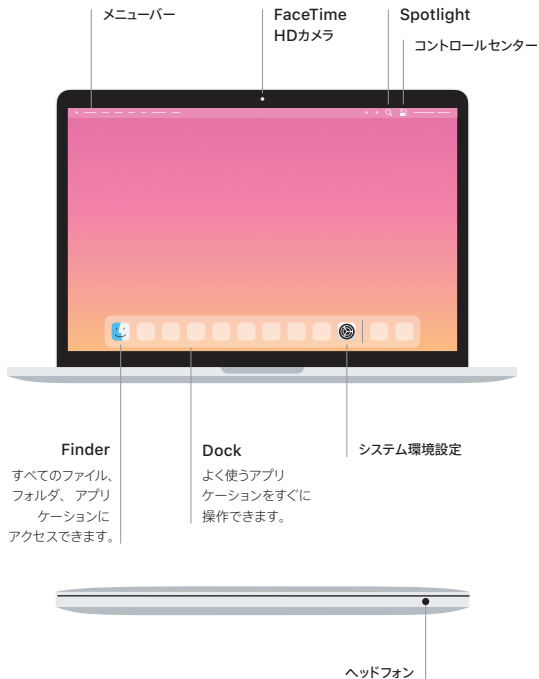 メニューバー
FaceTime
HDカメラ
Spotlight
コントロールセンター
Finder
すべてのファイル、
フォルダ、 アプリ
ケーションに
アクセスできます。
Dock
よく使うアプリ
ケーションをすぐに
操作できます。
システム環境設定
ヘッドフォン